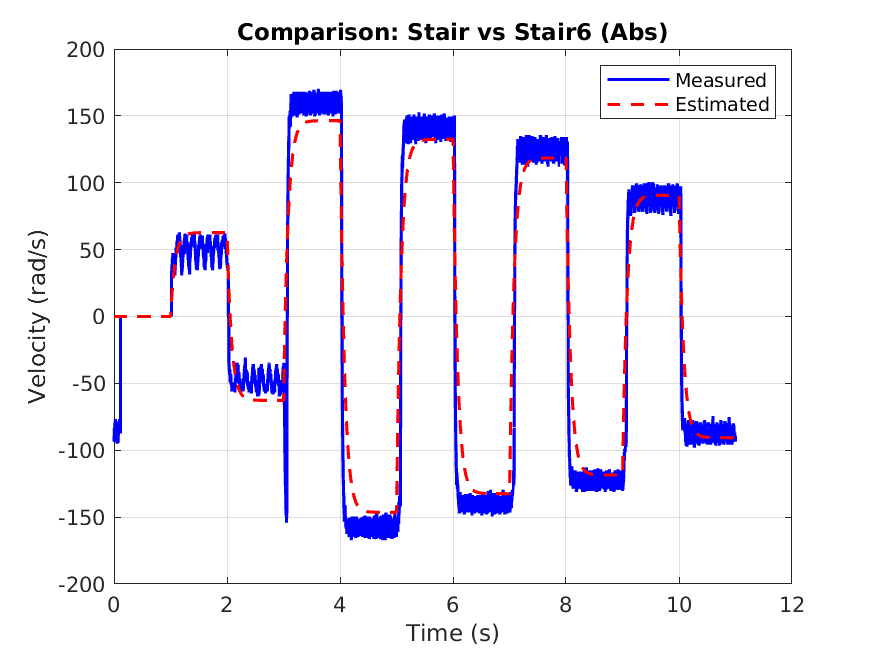 Comparison: Stair vs Stair6 (Abs)
Measured
Estimated
Velocity (rad/s)
200
150
100
50
0
-50
-100
-150
-200
0 2 4 6 8 10 12
Time (s)